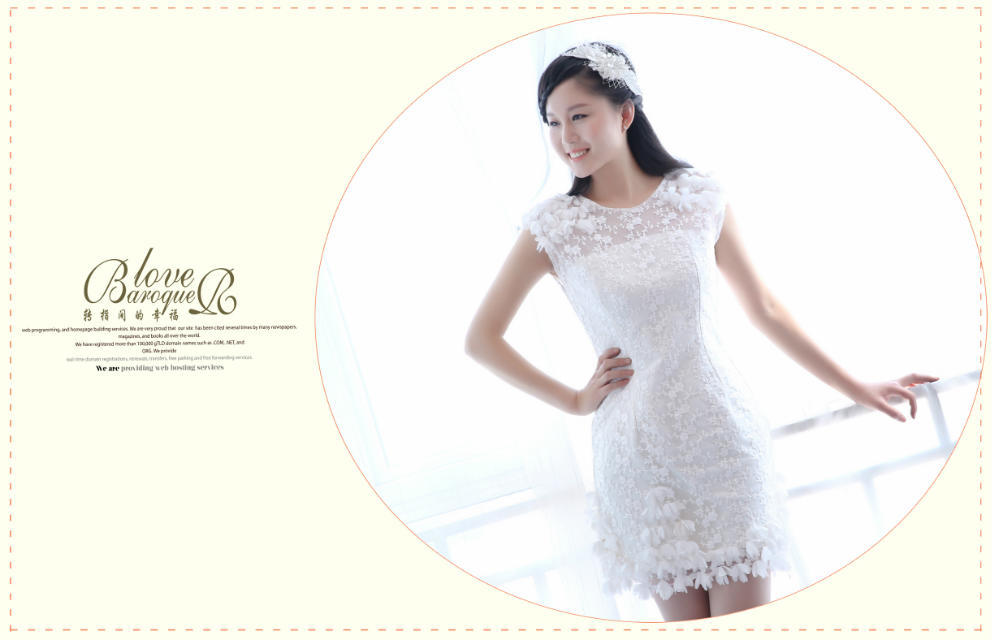 love
Baroque R
转指间的幸福
web programming, and homepage building services. We are very proud that our site has been cited several times by many newspapers,
magazines, and books all over the world.
We have registered more than 100,000 gTLD domain names such as .COM, .NET, and
ORG. We provide
real-time domain registrations, renewals, transfers, free parking and free forwarding services.
We are providing web hosting services